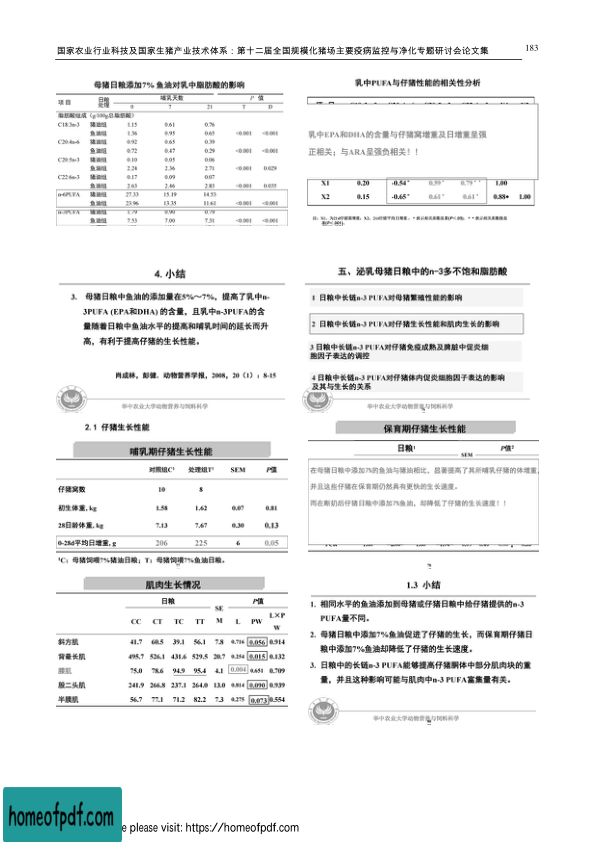 国家农业行业科技及国家生猪产业技术体系：第十二届全国规模化猪场主要疫病监控与净化专题研讨会论文集
183
母猪日粮添加7% 鱼油对乳中脂肪酸的影响
项 目 日粮处理 哺乳天数 P 值
0 7 21 T D
脂肪酸组成（g/100g总脂肪酸）
C18:3n-3 猪油组 1.15 0.61 0.76
鱼油组 1.36 0.95 0.65 <0.001 <0.001
C20:4n-6 猪油组 0.92 0.65 0.39
鱼油组 0.72 0.47 0.29 <0.001 <0.001
C20:5n-3 猪油组 0.10 0.05 0.06
鱼油组 2.24 2.36 2.71 <0.001 0.029
C22:6n-3 猪油组 0.17 0.09 0.07
鱼油组 2.63 2.46 2.83 <0.001 0.035
n-6PUFA 猪油组 27.33 15.19 14.53
鱼油组 23.96 13.35 11.61 <0.001 <0.001
n-3PUFA 猪油组 1.79 0.90 0.79
鱼油组 7.53 7.00 7.31 <0.001 <0.001
乳中PUFA与仔猪性能的相关性分析
乳中EPA和DHA的含量与仔猪窝增重及日增重呈强
正相关；与ARA呈强负相关！！
X1 0.20 -0.54* 0.59* 0.79** 1.00
X2 0.15 -0.65* 0.61* 0.61* 0.88* 1.00
4. 小结
3. 母猪日粮中鱼油的添加量在5%～7%，提高了乳中n-
3PUFA (EPA和DHA) 的含量，且乳中n-3PUFA的含
量随着日粮中鱼油水平的提高和哺乳时间的延长而升
高，有利于提高仔猪的生长性能。
肖成林，彭健．动物营养学报，2008，20（1）：8-15
华中农业大学动物营养与饲料科学
五、泌乳母猪日粮中的n-3多不饱和脂肪酸
1 日粮中长链n-3 PUFA对母猪繁殖性能的影响
2 日粮中长链n-3 PUFA对仔猪生长性能和肌肉生长的影响
3 日粮中长链n-3 PUFA对仔猪免疫成熟及脾脏中促炎细
胞因子表达的调控
4 日粮中长链n-3 PUFA对仔猪体内促炎细胞因子表达的影响
及其与生长的关系
华中农业大学动物营养与饲料科学
2.1 仔猪生长性能
哺乳期仔猪生长性能
对照组C¹ 处理组T¹ SEM P值
仔猪窝数 10 8
初生体重, kg 1.58 1.62 0.07 0.81
28日龄体重, kg 7.13 7.67 0.30 0.13
0-28d平均日增重, g 206 225 6 0.05
¹C：母猪饲喂7%猪油日粮；T：母猪饲喂7%鱼油日粮。
保育期仔猪生长性能
日粮¹ P值²
SEM
在母猪日粮中添加7%的鱼油与猪油相比，显著提高了其所哺乳仔猪的体增重，
并且这些仔猪在保育期仍然具有更快的生长速度。
而在断奶后仔猪日粮中添加7%鱼油，却降低了仔猪的生长速度！！
肌肉生长情况
日粮 SEM P值
CC CT TC TT L PW L×PW
斜方肌 41.7 60.5 39.1 56.1 7.8 0.716 0.056 0.914
背最长肌 495.7 526.1 431.6 529.5 20.7 0.254 0.015 0.132
腰肌 75.0 78.6 94.9 95.4 4.1 0.004 0.651 0.709
股二头肌 241.9 266.8 237.1 264.0 13.0 0.814 0.090 0.939
半腱肌 56.7 77.1 71.2 82.2 7.3 0.275 0.073 0.554
1.3 小结
1. 相同水平的鱼油添加到母猪或仔猪日粮中给仔猪提供的n-3
PUFA量不同。
2. 母猪日粮中添加7%鱼油促进了仔猪的生长，而保育期仔猪日
粮中添加7%鱼油却降低了仔猪的生长速度。
3. 日粮中的长链n-3 PUFA能够提高仔猪胴体中部分肌肉块的重
量，并且这种影响可能与肌肉中n-3 PUFA富集量有关。
华中农业大学动物营养与饲料科学
homeofpdf.com
please visit: https://homeofpdf.com